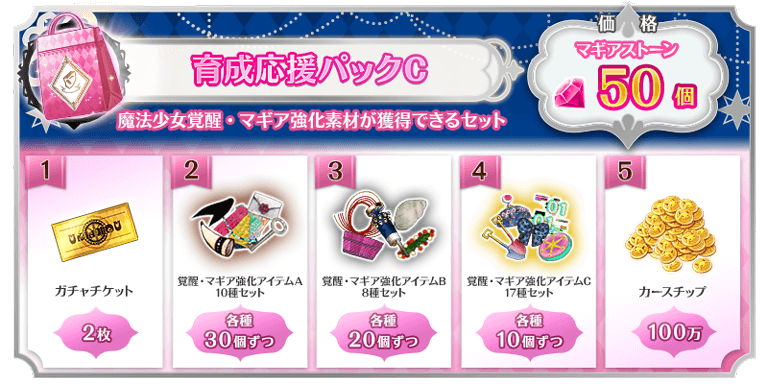 育成応援パックC
価格
マギアストーン
50個
魔法少女覚醒・マギア強化素材が獲得できるセット
1
ガチャチケット
2枚
2
覚醒・マギア強化アイテムA
10種セット
各種
30個ずつ
3
覚醒・マギア強化アイテムB
8種セット
各種
20個ずつ
4
覚醒・マギア強化アイテムC
17種セット
各種
10個ずつ
5
カースチップ
100万